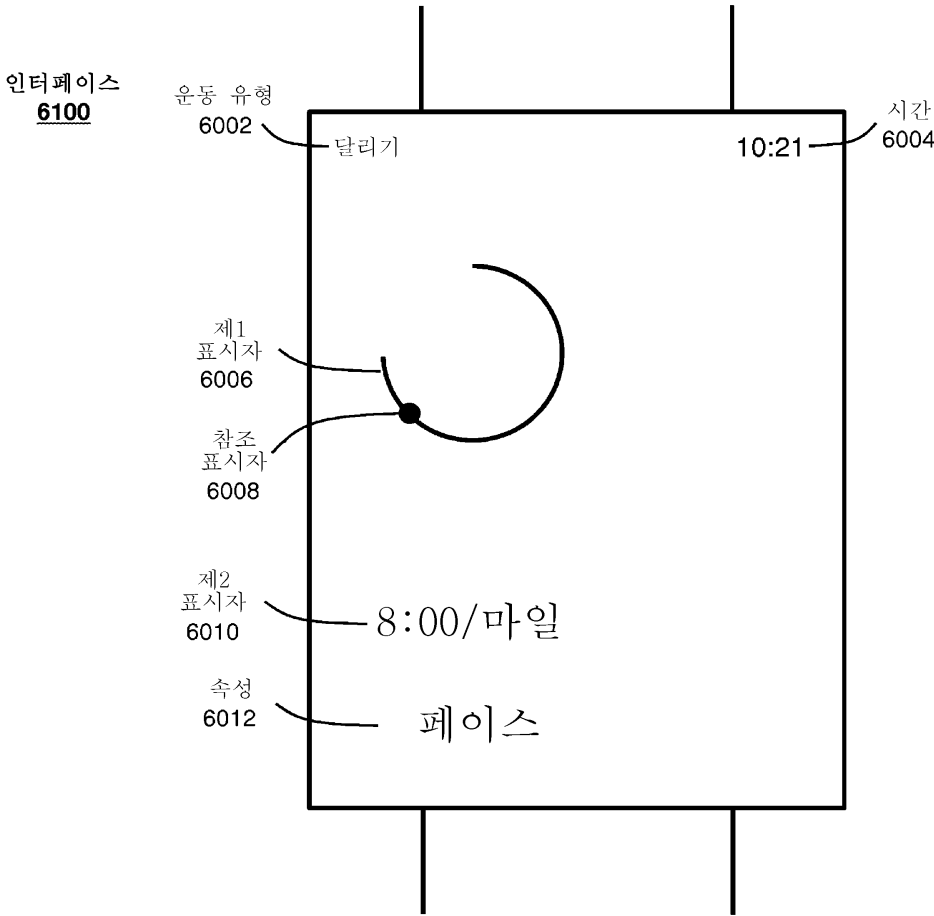 인터페이스
6100
운동 유형
6002
달리기
10:21
시간
6004
제1
표시자
6006
참조
표시자
6008
제2
표시자
6010
8:00/마일
속성
6012
페이스